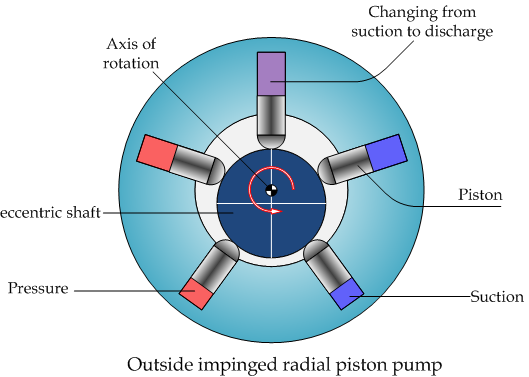 Changing from
suction to discharge
Axis of
rotation
Piston
eccentric shaft
Pressure
Suction
Outside impinged radial piston pump